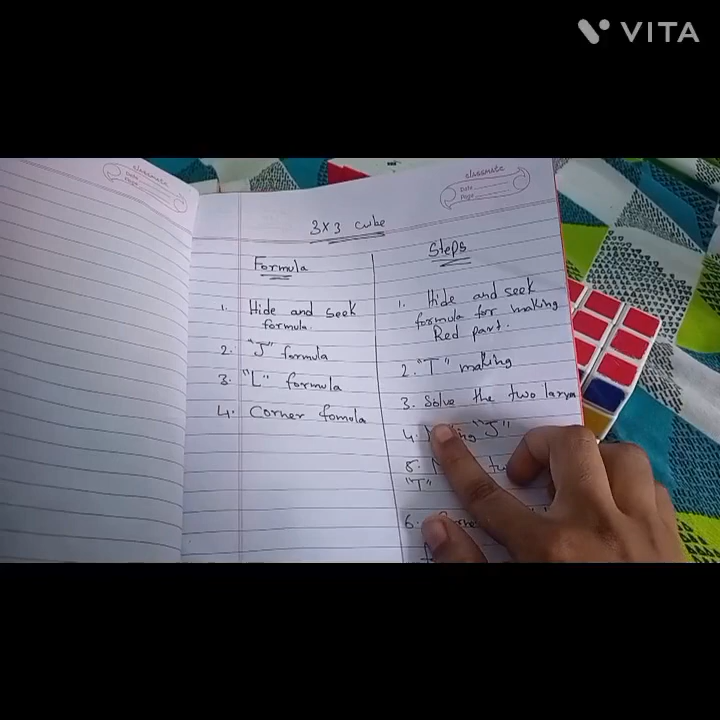 VITA
classmate
Date
Page
classmate
Date
Page
3x3 cube
Formula
1. Hide and seek
formula.
2. "J" formula
3. "L" formula
4. Corner fomola
Steps
1. Hide and seek
formula for making
Red part.
2. "T" making
3. Solve the two larya
4. "J"
5.
"T"
6.